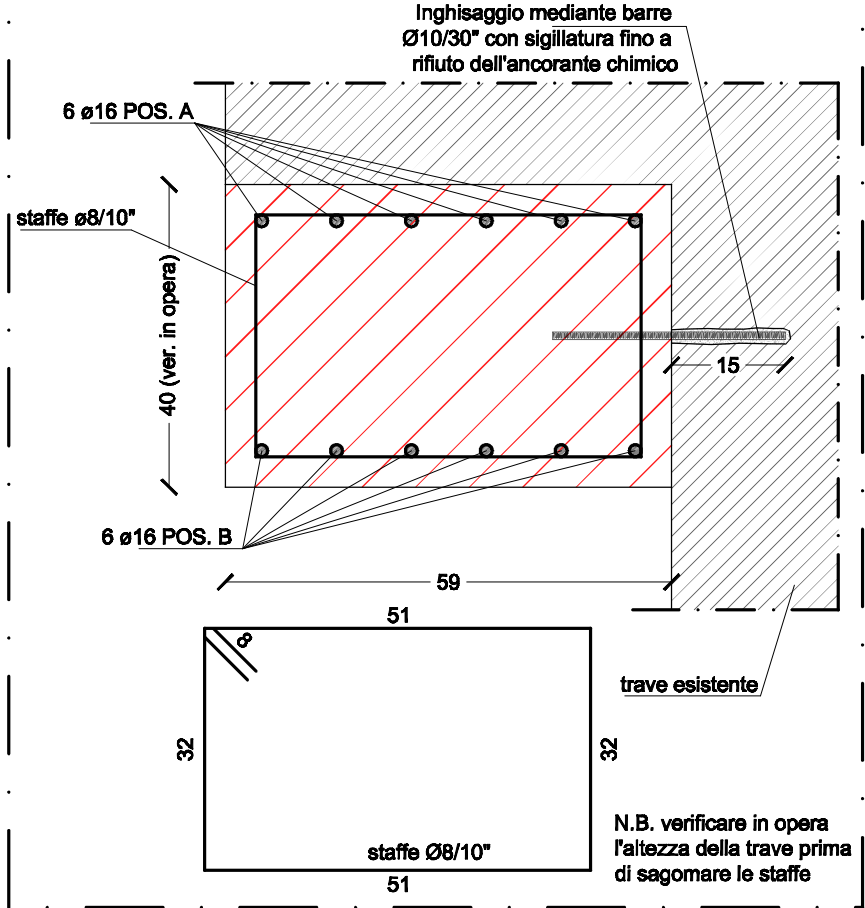 Inghisaggio mediante barre
Ø10/30" con sigillatura fino a
rifiuto dell'ancorante chimico
6 ø16 POS. A
staffe ø8/10"
40 (ver. in opera)
15
6 ø16 POS. B
59
51
8
trave esistente
32
32
N.B. verificare in opera
l'altezza della trave prima
di sagomare le staffe
staffe Ø8/10"
51